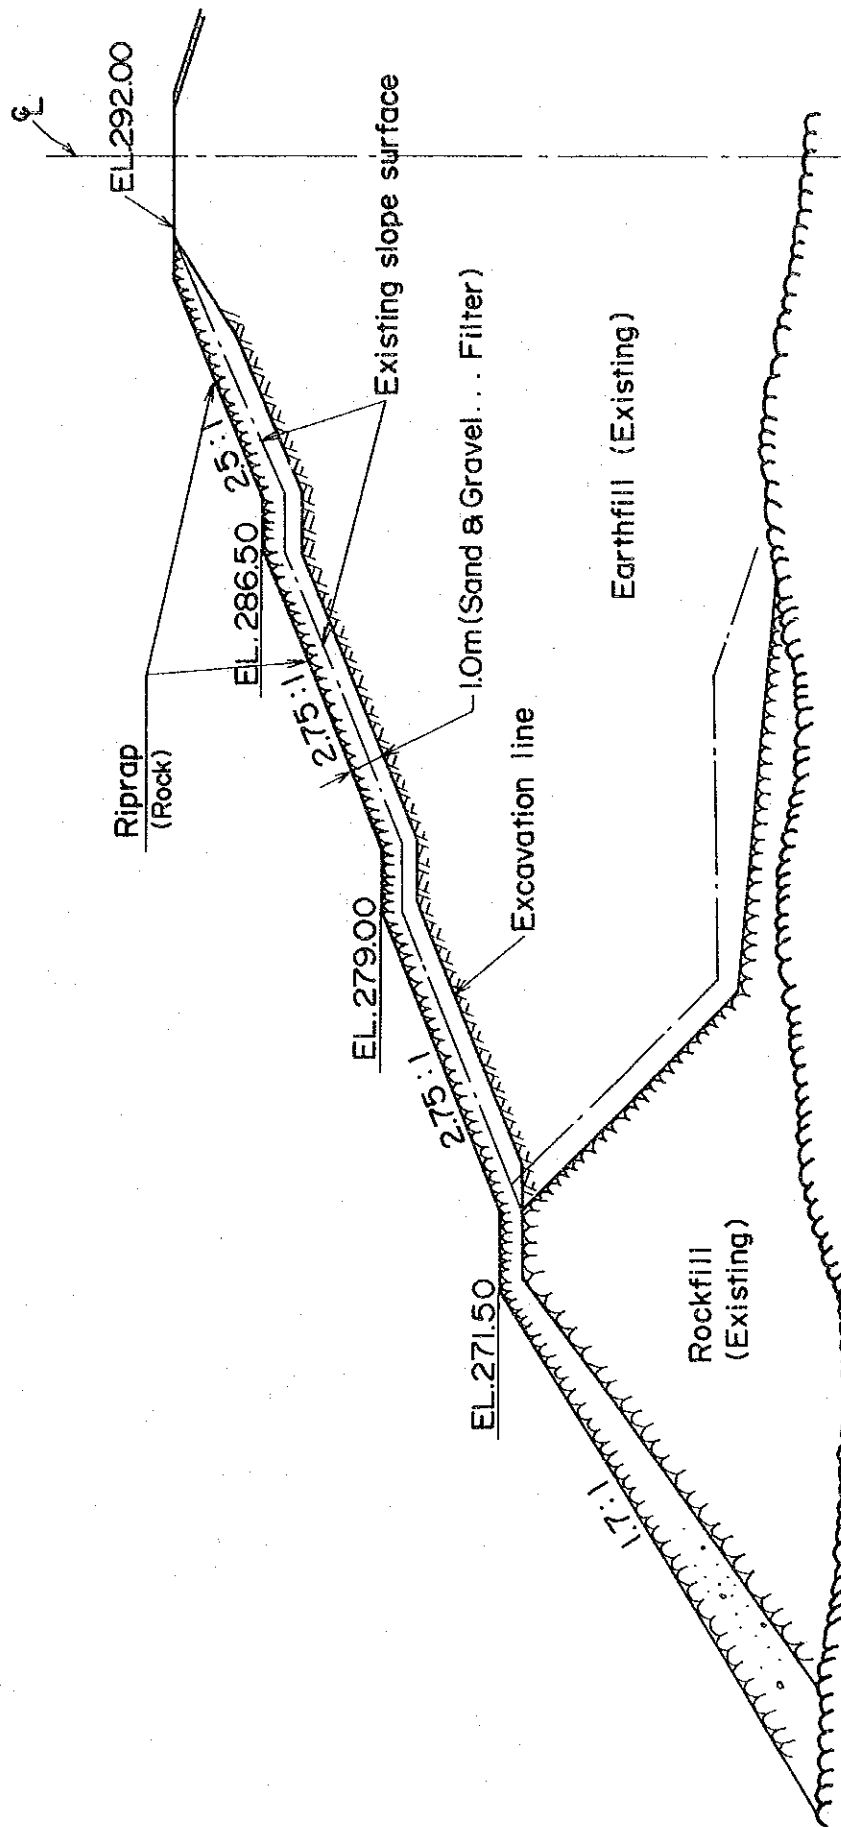 ℄
EL.292.00
Existing slope surface
2.5:1
EL.286.50
Riprap
(Rock)
2.75:1
1.0m(Sand & Gravel.... Filter)
Earthfill (Existing)
Excavation line
EL.279.00
2.75:1
EL.271.50
Rockfill
(Existing)
1.7:1